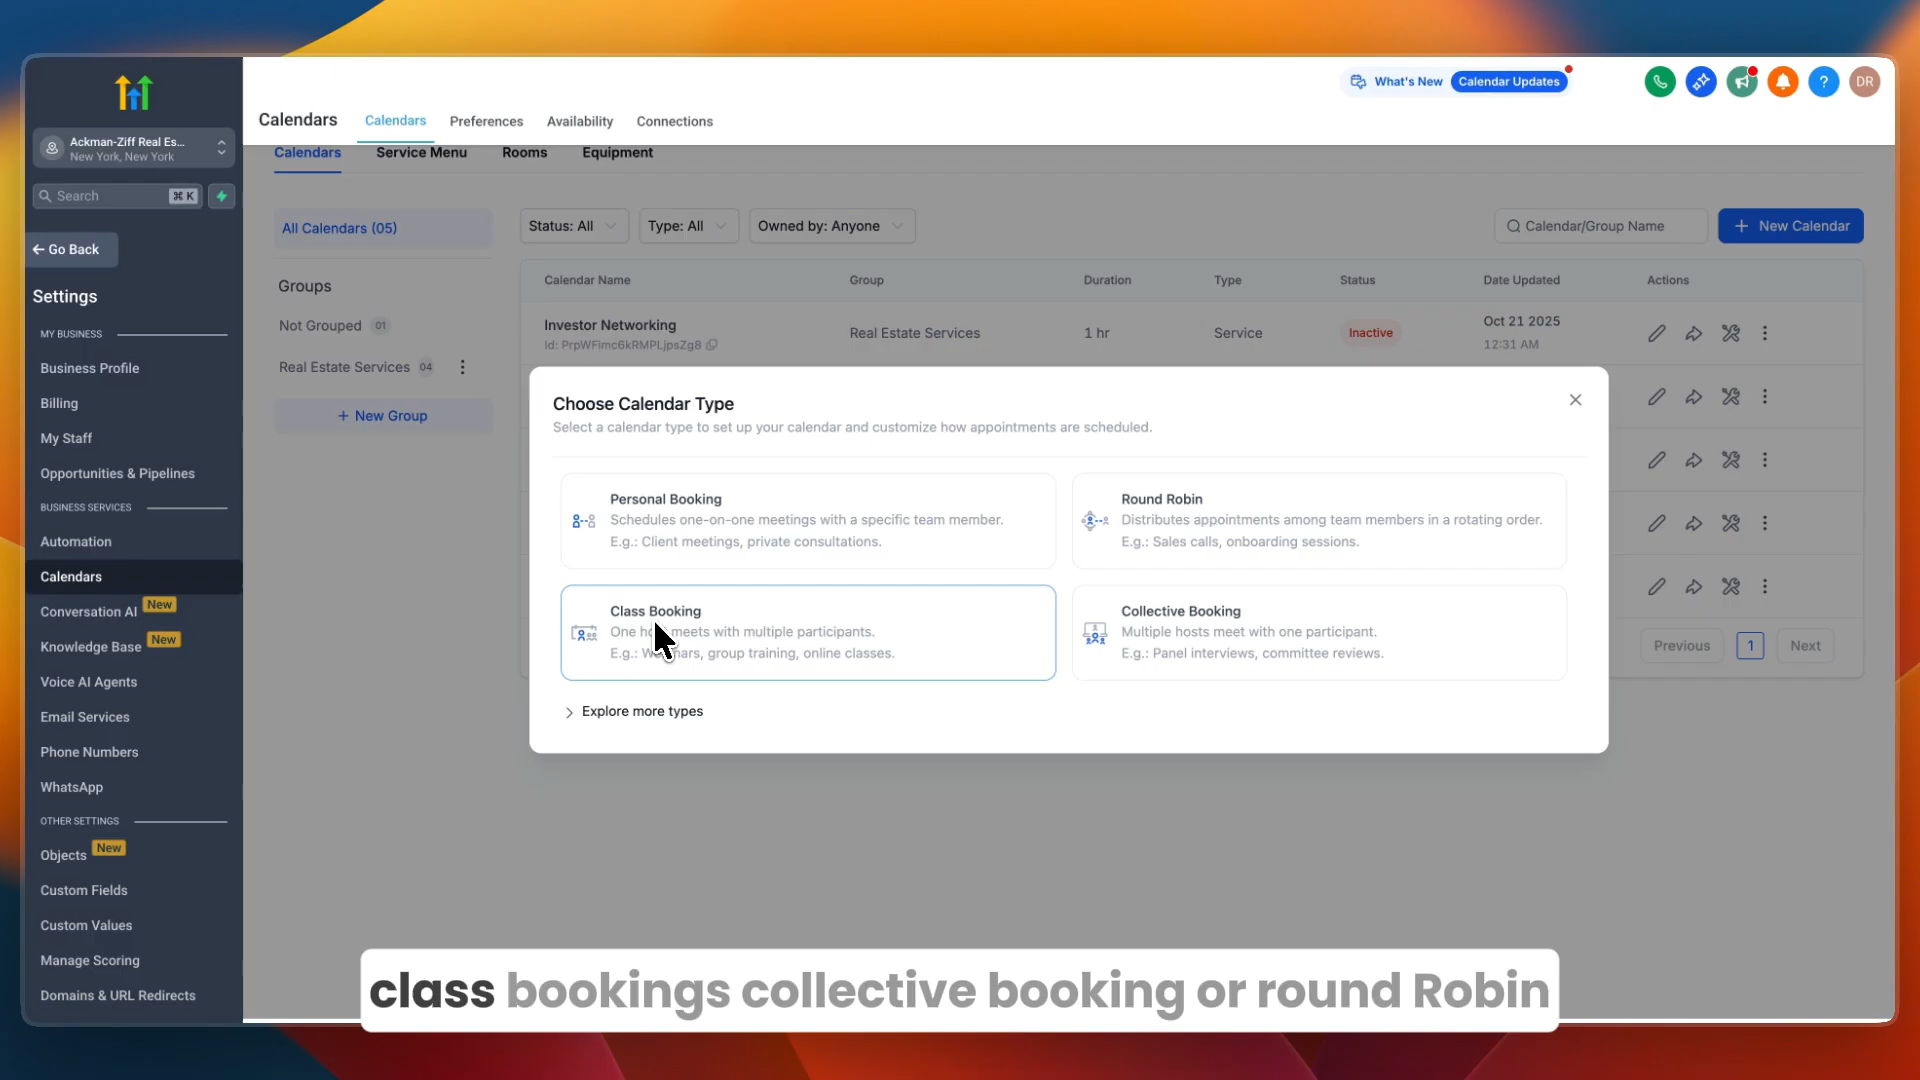 What's New
Calendar Updates
DR
Ackman-Ziff Real Es...
New York, New York
Search
⌘ K
← Go Back
Settings
MY BUSINESS
Business Profile
Billing
My Staff
Opportunities & Pipelines
BUSINESS SERVICES
Automation
Calendars
Conversation AI New
Knowledge Base New
Voice AI Agents
Email Services
Phone Numbers
WhatsApp
OTHER SETTINGS
Objects New
Custom Fields
Custom Values
Manage Scoring
Domains & URL Redirects
Calendars
Calendars Preferences Availability Connections
Calendars Service Menu Rooms Equipment
All Calendars (05)
Groups
Not Grouped 01
Real Estate Services 04
+ New Group
Status: All
Type: All
Owned by: Anyone
Calendar/Group Name
+ New Calendar
Calendar Name Group Duration Type Status Date Updated Actions
Investor Networking
Id: PrpWFimc6kRMPLjpsZg8
Real Estate Services
1 hr
Service
Inactive
Oct 21 2025
12:31 AM
Choose Calendar Type
Select a calendar type to set up your calendar and customize how appointments are scheduled.
Personal Booking
Schedules one-on-one meetings with a specific team member.
E.g.: Client meetings, private consultations.
Round Robin
Distributes appointments among team members in a rotating order.
E.g.: Sales calls, onboarding sessions.
Class Booking
One meets with multiple participants.
E.g.: group training, online classes.
Collective Booking
Multiple hosts meet with one participant.
E.g.: Panel interviews, committee reviews.
Explore more types
Previous 1 Next
class bookings collective booking or round Robin